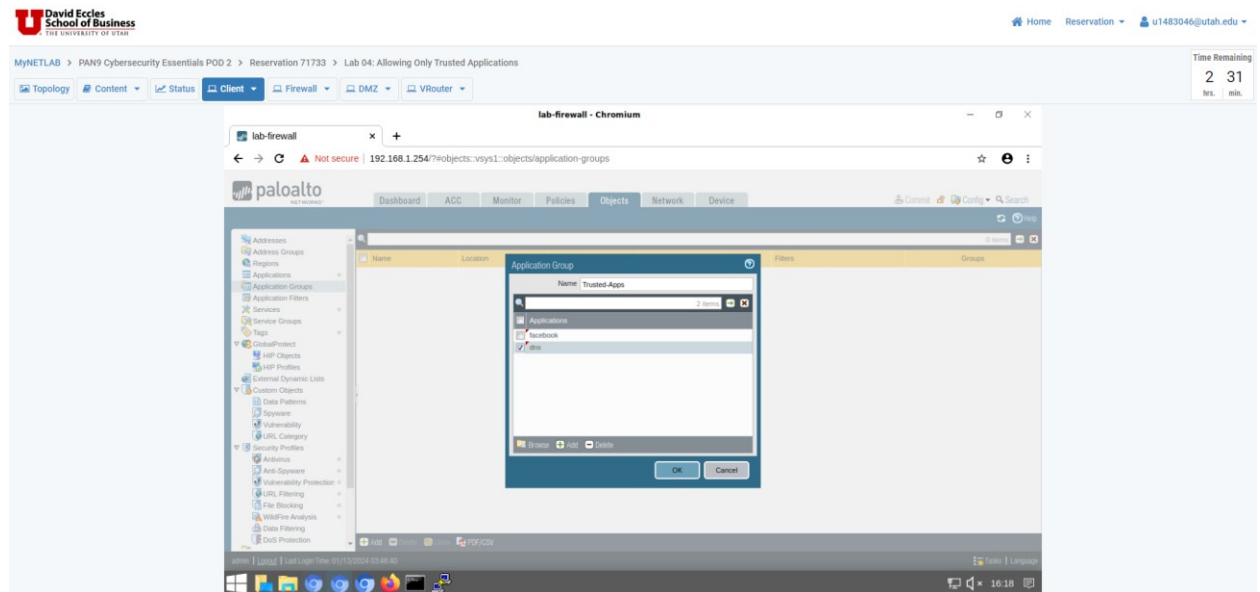 David Eccles
School of Business
THE UNIVERSITY OF UTAH
Home Reservation u1483046@utah.edu
MyNETLAB > PAN9 Cybersecurity Essentials POD 2 > Reservation 71733 > Lab 04: Allowing Only Trusted Applications
Time Remaining
2 31
hrs. min.
Topology Content Status Client Firewall DMZ VRouter
lab-firewall - Chromium
lab-firewall
Not secure 192.168.1.254/?#objects::vsys1::objects/application-groups
paloalto
NETWORKS
Dashboard ACC Monitor Policies Objects Network Device
Commit Config Search
Help
0 items
Name Location Filters Groups
Addresses
Address Groups
Regions
Applications
Application Groups
Application Filters
Services
Service Groups
Tags
GlobalProtect
HIP Objects
HIP Profiles
External Dynamic Lists
Custom Objects
Data Patterns
Spyware
Vulnerability
URL Category
Security Profiles
Antivirus
Anti-Spyware
Vulnerability Protection
URL Filtering
File Blocking
WildFire Analysis
Data Filtering
DoS Protection
Application Group
Name Trusted-Apps
2 items
Applications
facebook
dns
Browse Add Delete
OK Cancel
Add Delete Clone PDF/CSV
admin | Logout | Last Login Time: 01/13/2024 03:46:40
Tasks | Language
16:18